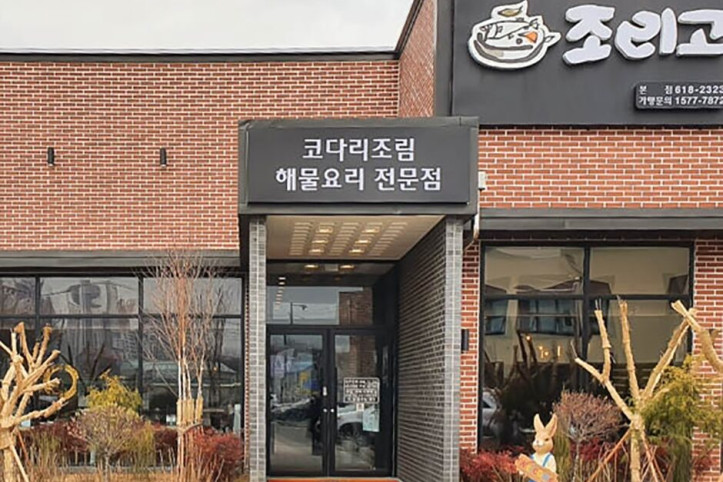 조리고
본 점 618-2323
가맹문의 1577-7872
코다리조림
해물요리 전문점